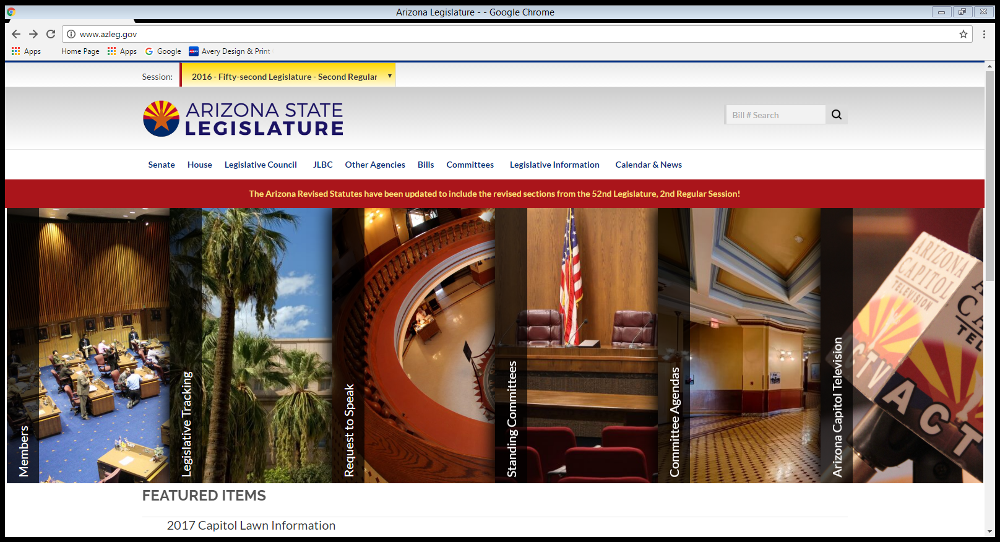 Arizona Legislature - - Google Chrome
www.azleg.gov
Apps Home Page Apps Google Avery Design & Print
Session: 2016 - Fifty-second Legislature - Second Regular
ARIZONA STATE
LEGISLATURE
Bill # Search
Senate House Legislative Council JLBC Other Agencies Bills Committees Legislative Information Calendar & News
The Arizona Revised Statutes have been updated to include the revised sections from the 52nd Legislature, 2nd Regular Session!
Members
Legislative Tracking
Request to Speak
Standing Committees
Committee Agendas
Arizona Capitol Television
ARIZONA
CAPITOL
TELEVISION
ACT
FEATURED ITEMS
2017 Capitol Lawn Information